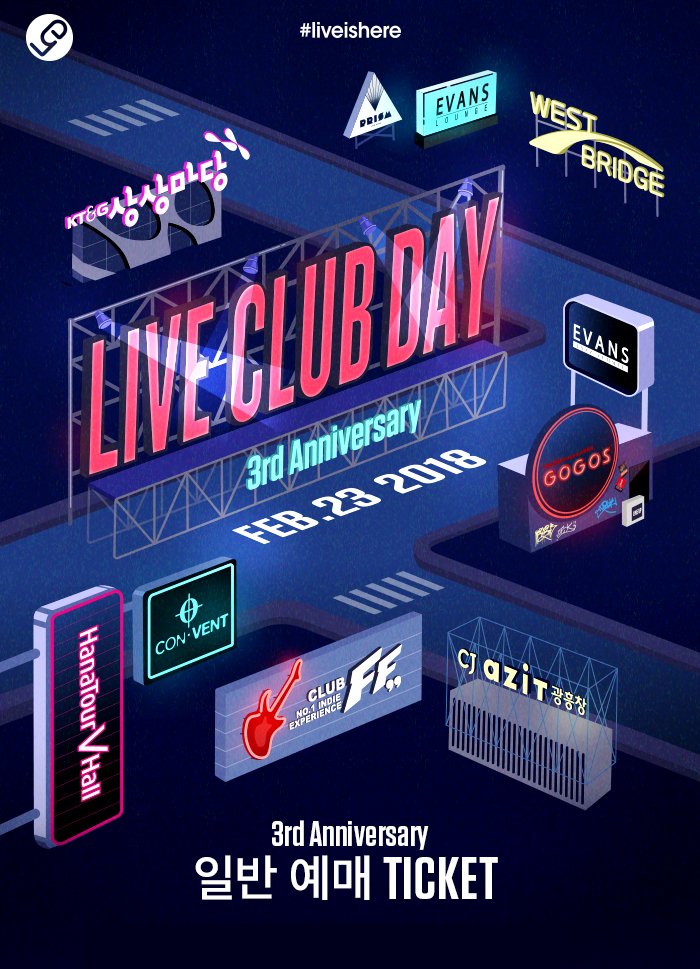 #liveishere
PRISM
EVANS
LOUNGE
WEST
BRIDGE
KT&G 상상마당
LIVE CLUB DAY
3rd Anniversary
FEB.23 2018
EVANS
GOGOS
CON:VENT
HanaTour V Hall
CLUB
NO.1 INDIE
EXPERIENCE
FF,,
CJ azit 광흥창
3rd Anniversary
일반 예매 TICKET